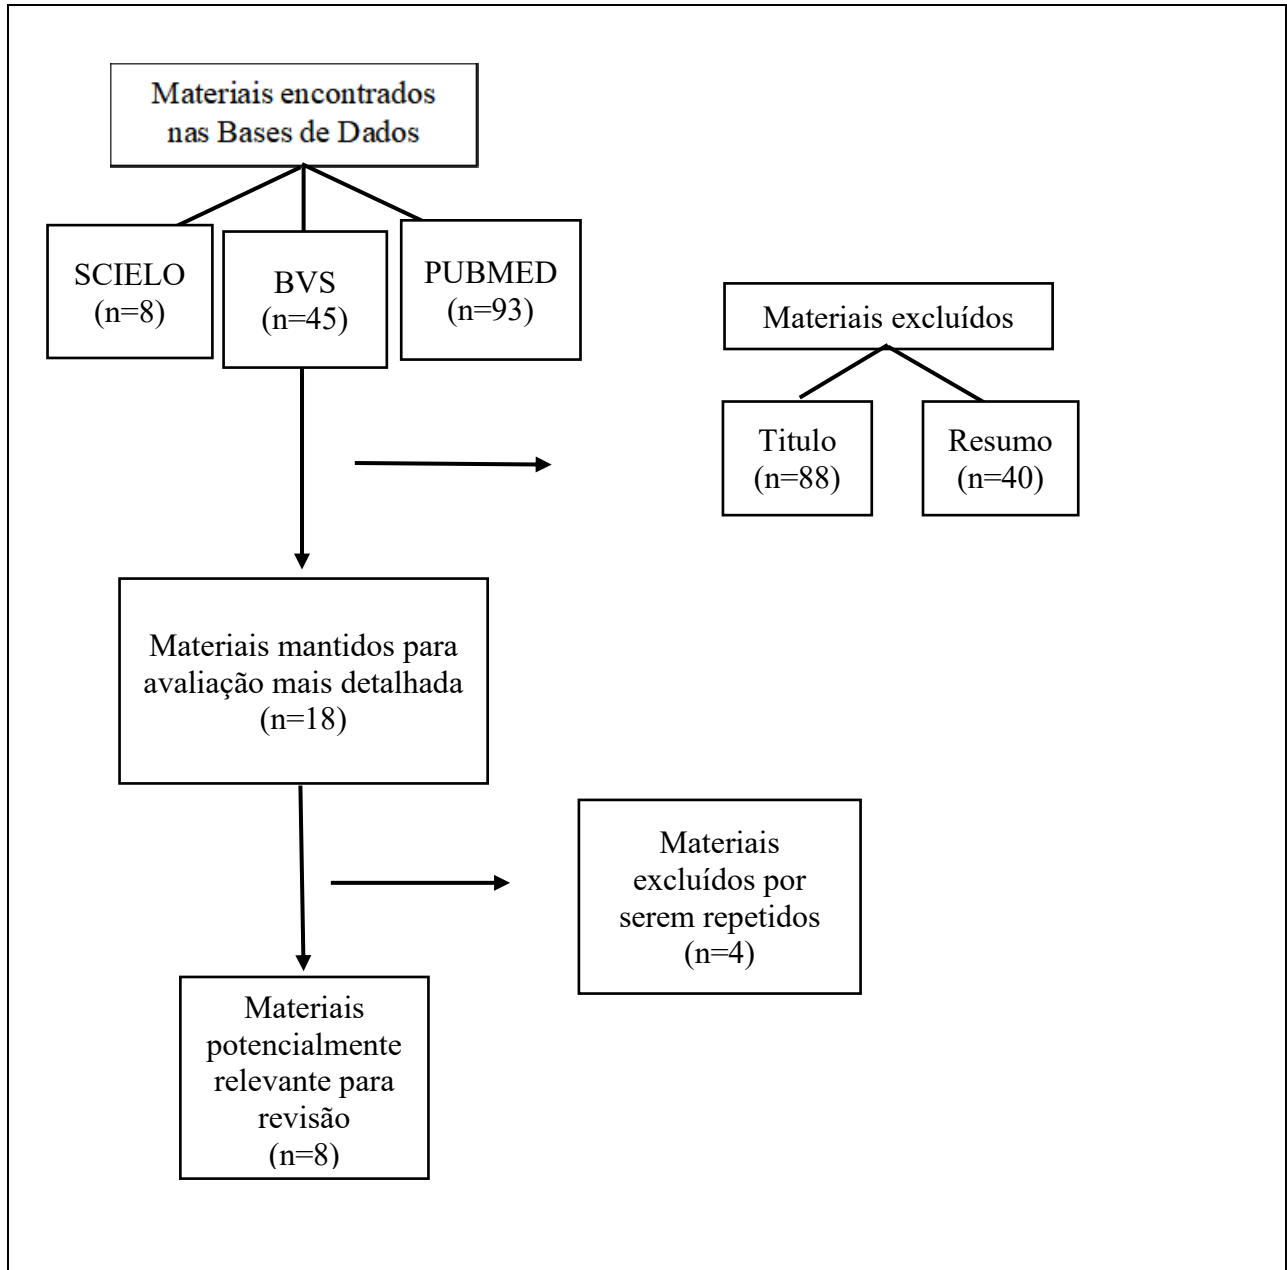 Materiais encontrados
nas Bases de Dados
SCIELO
(n=8)
BVS
(n=45)
PUBMED
(n=93)
Materiais excluídos
Titulo
(n=88)
Resumo
(n=40)
Materiais mantidos para
avaliação mais detalhada
(n=18)
Materiais
excluídos por
serem repetidos
(n=4)
Materiais
potencialmente
relevante para
revisão
(n=8)